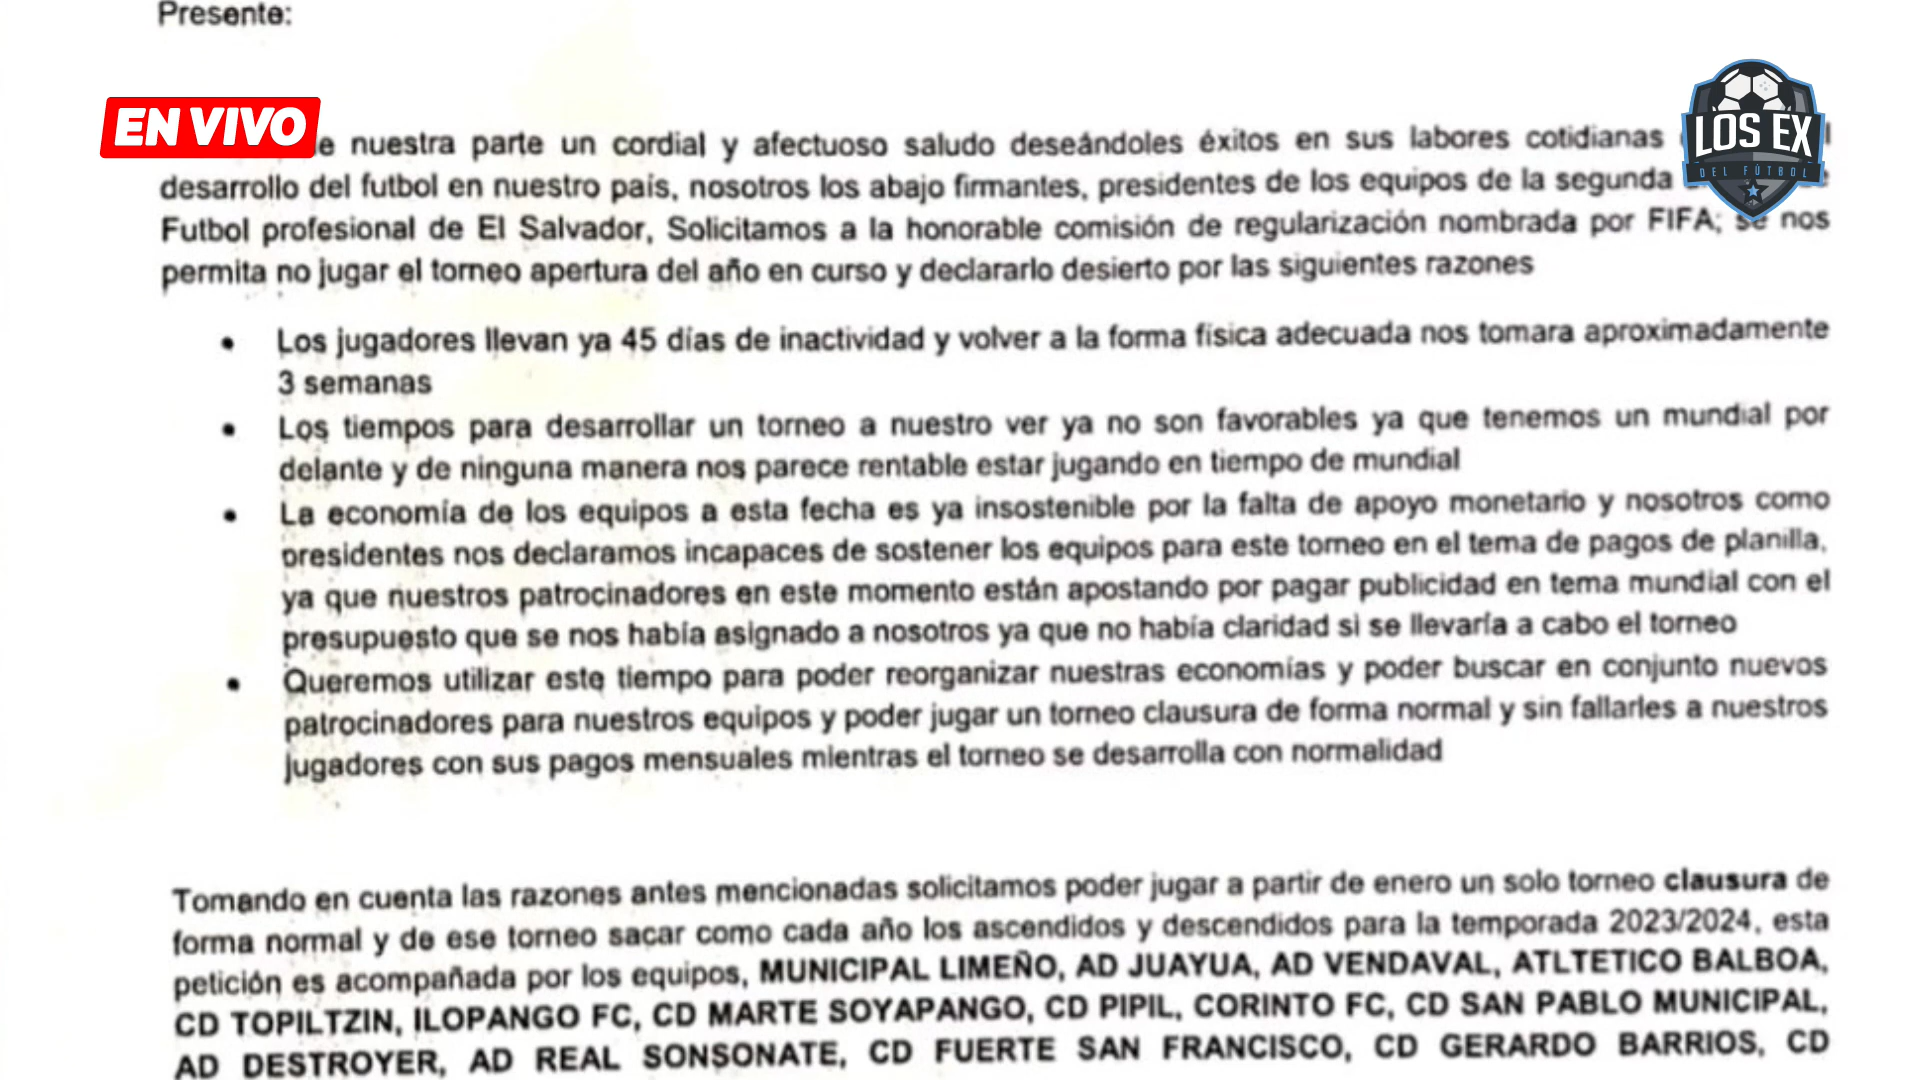 Presente:
EN VIVO
LOS EX
DEL FÚTBOL
e nuestra parte un cordial y afectuoso saludo deseándoles éxitos en sus labores cotidianas
desarrollo del futbol en nuestro país, nosotros los abajo firmantes, presidentes de los equipos de la segunda
Futbol profesional de El Salvador, Solicitamos a la honorable comisión de regularización nombrada por FIFA; se nos
permita no jugar el torneo apertura del año en curso y declararlo desierto por las siguientes razones
• Los jugadores llevan ya 45 días de inactividad y volver a la forma física adecuada nos tomara aproximadamente
3 semanas
• Los tiempos para desarrollar un torneo a nuestro ver ya no son favorables ya que tenemos un mundial por
delante y de ninguna manera nos parece rentable estar jugando en tiempo de mundial
• La economía de los equipos a esta fecha es ya insostenible por la falta de apoyo monetario y nosotros como
presidentes nos declaramos incapaces de sostener los equipos para este torneo en el tema de pagos de planilla,
ya que nuestros patrocinadores en este momento están apostando por pagar publicidad en tema mundial con el
presupuesto que se nos había asignado a nosotros ya que no había claridad si se llevaría a cabo el torneo
• Queremos utilizar este tiempo para poder reorganizar nuestras economías y poder buscar en conjunto nuevos
patrocinadores para nuestros equipos y poder jugar un torneo clausura de forma normal y sin fallarles a nuestros
jugadores con sus pagos mensuales mientras el torneo se desarrolla con normalidad
Tomando en cuenta las razones antes mencionadas solicitamos poder jugar a partir de enero un solo torneo clausura de
forma normal y de ese torneo sacar como cada año los ascendidos y descendidos para la temporada 2023/2024, esta
petición es acompañada por los equipos, MUNICIPAL LIMEÑO, AD JUAYUA, AD VENDAVAL, ATLTETICO BALBOA,
CD TOPILTZIN, ILOPANGO FC, CD MARTE SOYAPANGO, CD PIPIL, CORINTO FC, CD SAN PABLO MUNICIPAL,
AD DESTROYER, AD REAL SONSONATE, CD FUERTE SAN FRANCISCO, CD GERARDO BARRIOS, CD